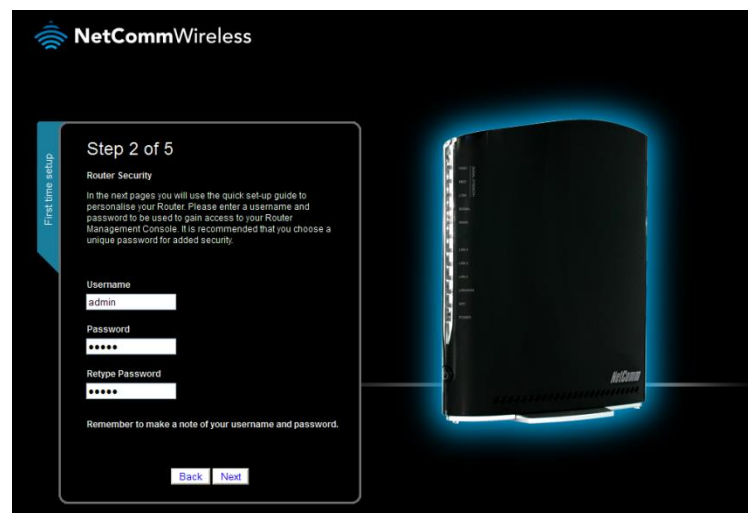 NetCommWireless
First time setup
Step 2 of 5
Router Security
In the next pages you will use the quick set-up guide to
personalise your Router. Please enter a username and
password to be used to gain access to your Router
Management Console. It is recommended that you choose a
unique password for added security.
Username
admin
Password
•••••
Retype Password
•••••
Remember to make a note of your username and password.
Back Next
NetComm